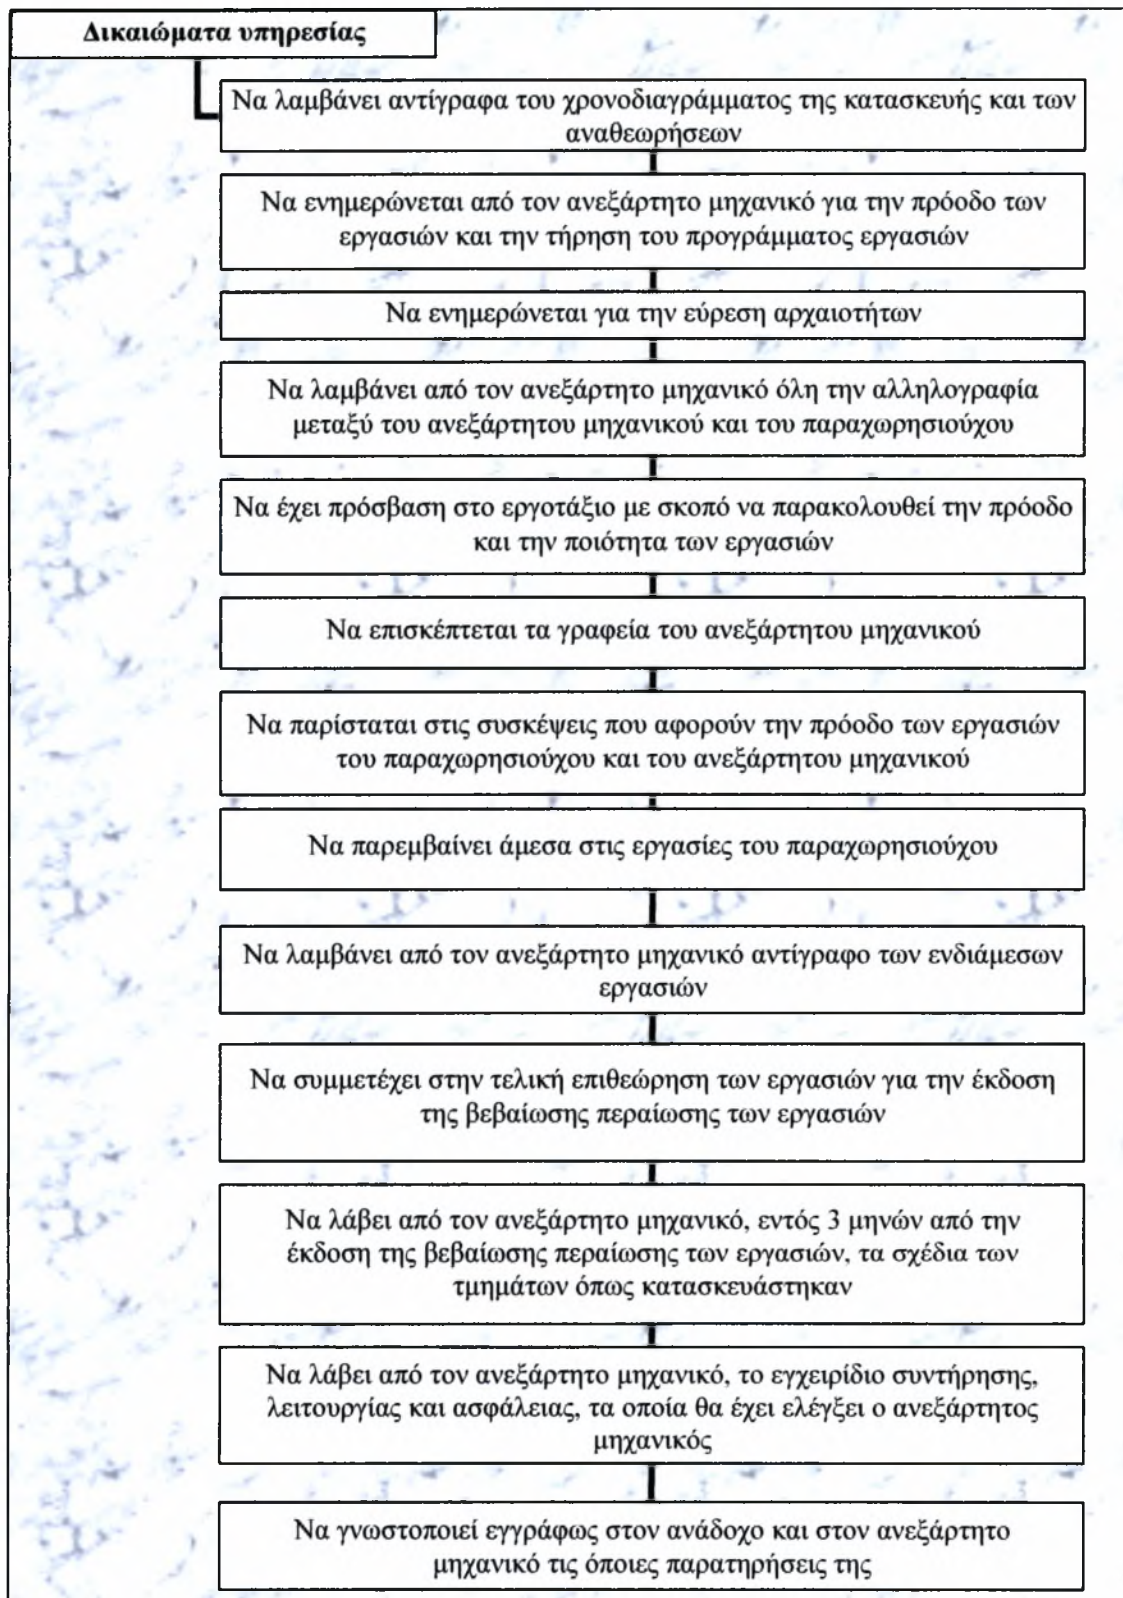 Δικαιώματα υπηρεσίας
Να λαμβάνει αντίγραφα του χρονοδιαγράμματος της κατασκευής και των
αναθεωρήσεων
Να ενημερώνεται από τον ανεξάρτητο μηχανικό για την πρόοδο των
εργασιών και την τήρηση του προγράμματος εργασιών
Να ενημερώνεται για την εύρεση αρχαιοτήτων
Να λαμβάνει από τον ανεξάρτητο μηχανικό όλη την αλληλογραφία
μεταξύ του ανεξάρτητου μηχανικού και του παραχωρησιούχου
Να έχει πρόσβαση στο εργοτάξιο με σκοπό να παρακολουθεί την πρόοδο
και την ποιότητα των εργασιών
Να επισκέπτεται τα γραφεία του ανεξάρτητου μηχανικού
Να παρίσταται στις συσκέψεις που αφορούν την πρόοδο των εργασιών
του παραχωρησιούχου και του ανεξάρτητου μηχανικού
Να παρεμβαίνει άμεσα στις εργασίες του παραχωρησιούχου
Να λαμβάνει από τον ανεξάρτητο μηχανικό αντίγραφο των ενδιάμεσων
εργασιών
Να συμμετέχει στην τελική επιθεώρηση των εργασιών για την έκδοση
της βεβαίωσης περαίωσης των εργασιών
Να λάβει από τον ανεξάρτητο μηχανικό, εντός 3 μηνών από την
έκδοση της βεβαίωσης περαίωσης των εργασιών, τα σχέδια των
τμημάτων όπως κατασκευάστηκαν
Να λάβει από τον ανεξάρτητο μηχανικό, το εγχειρίδιο συντήρησης,
λειτουργίας και ασφάλειας, τα οποία θα έχει ελέγξει ο ανεξάρτητος
μηχανικός
Να γνωστοποιεί εγγράφως στον ανάδοχο και στον ανεξάρτητο
μηχανικό τις όποιες παρατηρήσεις της